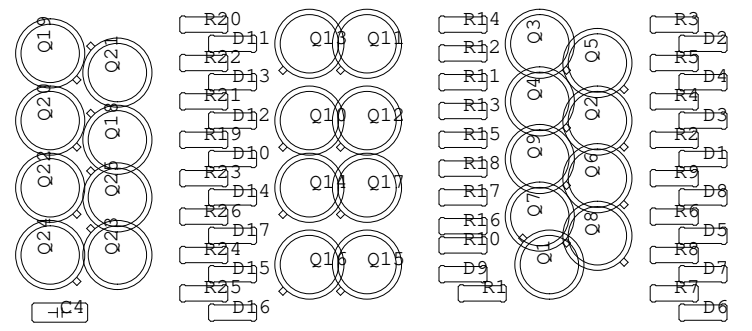 Q19
Q21
Q20
Q18
Q22
Q25
Q24
Q23
C4
R20
D11
R22
D13
R21
D12
R19
D10
R23
D14
R26
D17
R24
D15
R25
D16
Q13 Q11
Q10 Q12
Q14 Q17
Q16 Q15
R14
R12
R11
R13
R15
R18
R17
R16
R10
D9
R1
Q3
Q5
Q4
Q2
Q9
Q6
Q7
Q8
Q1
R3
D2
R5
D4
R4
D3
R2
D1
R9
D8
R6
D5
R8
D7
R7
D6